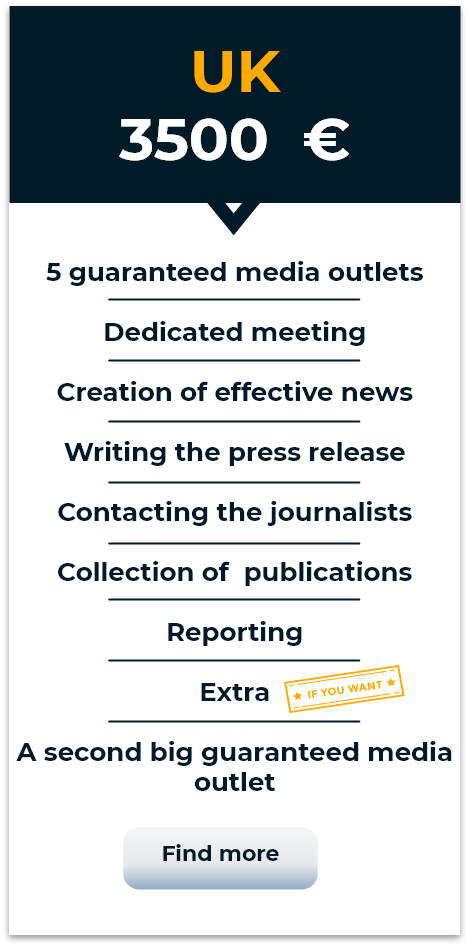 UK
3500 €
5 guaranteed media outlets
Dedicated meeting
Creation of effective news
Writing the press release
Contacting the journalists
Collection of publications
Reporting
Extra
★ IF YOU WANT ★
A second big guaranteed media
outlet
Find more